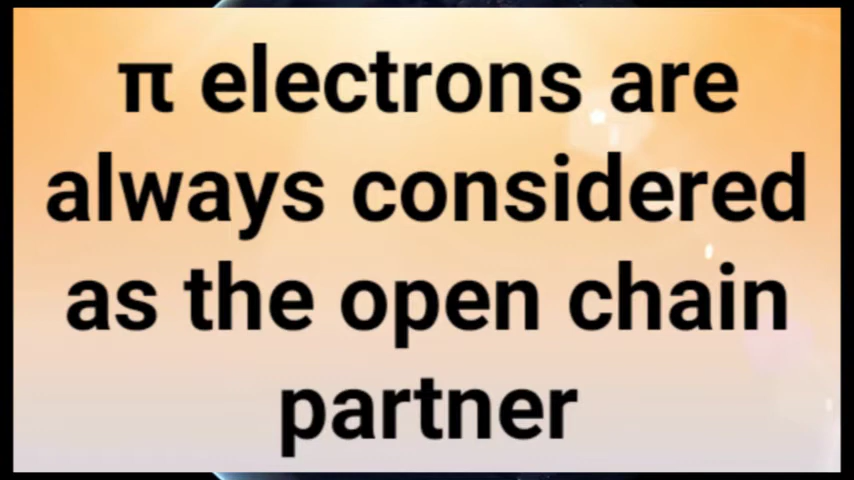 π electrons are
always considered
as the open chain
partner